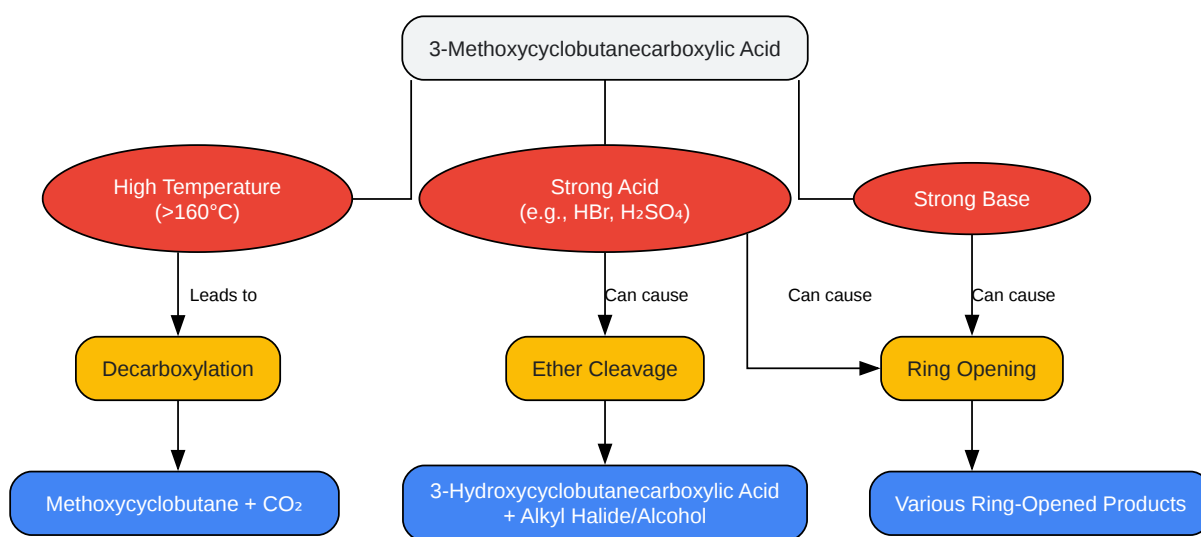 3-Methoxycyclobutanecarboxylic Acid
High Temperature
(>160°C)
Strong Acid
(e.g., HBr, H₂SO₄)
Strong Base
Leads to
Can cause
Can cause
Can cause
Decarboxylation
Ether Cleavage
Ring Opening
Methoxycyclobutane + CO₂
3-Hydroxycyclobutanecarboxylic Acid
+ Alkyl Halide/Alcohol
Various Ring-Opened Products